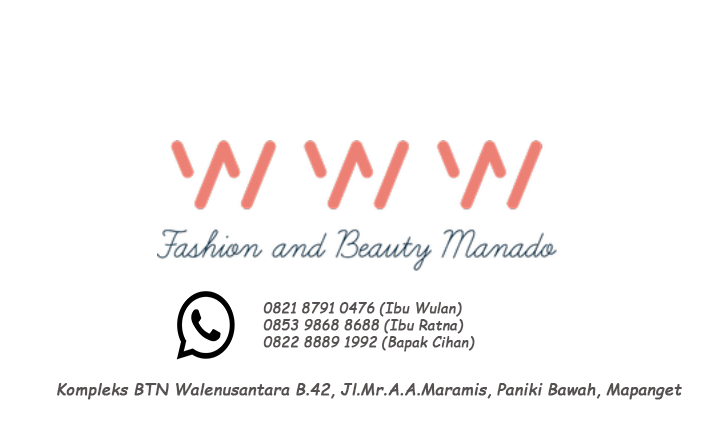 WWW
Fashion and Beauty Manado
0821 8791 0476 (Ibu Wulan)
0853 9868 8688 (Ibu Ratna)
0822 8889 1992 (Bapak Cihan)
Kompleks BTN Walenusantara B.42, Jl.Mr.A.A.Maramis, Paniki Bawah, Mapanget